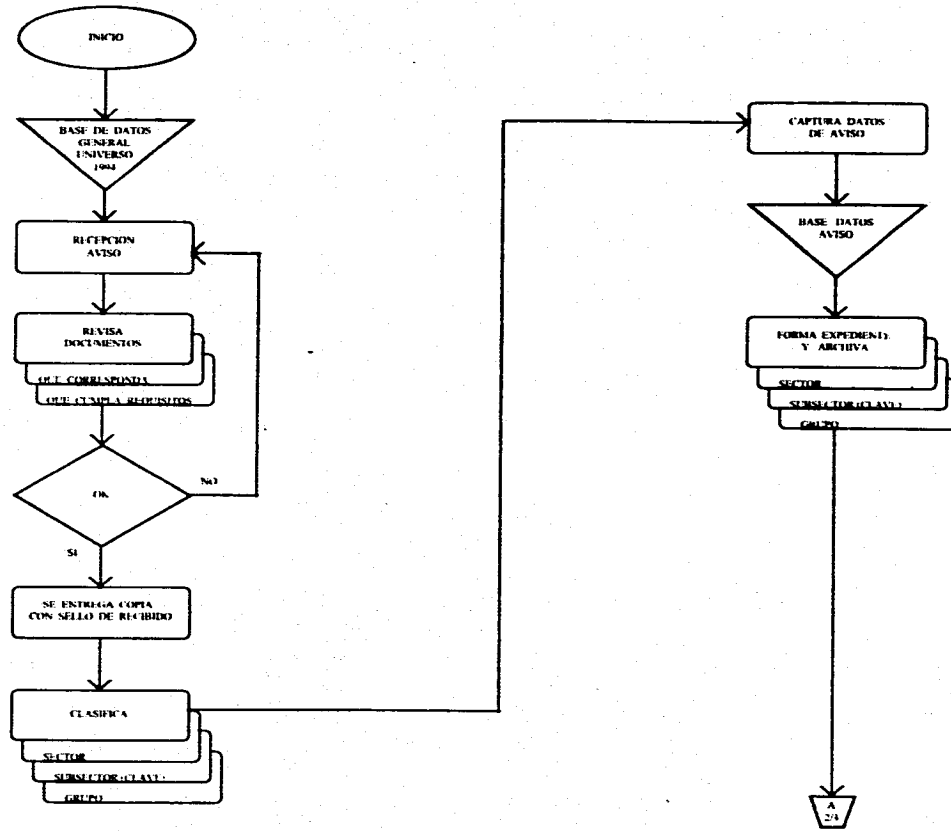 INICIO
BASE DE DATOS
GENERAL
UNIVERSO
1994
RECEPCION
AVISO
REVISA
DOCUMENTOS
QUE CORRESPONDA
QUE CUMPLA REQUISITOS
OK
NO
SI
SE ENTREGA COPIA
CON SELLO DE RECIBIDO
CLASIFICA
SECTOR
SUBSECTOR (CLAVE)
GRUPO
CAPTURA DATOS
DE AVISO
BASE DATOS
AVISO
FORMA EXPEDIENTE
Y ARCHIVA
SECTOR
SUBSECTOR (CLAVE)
GRUPO
A
2/4